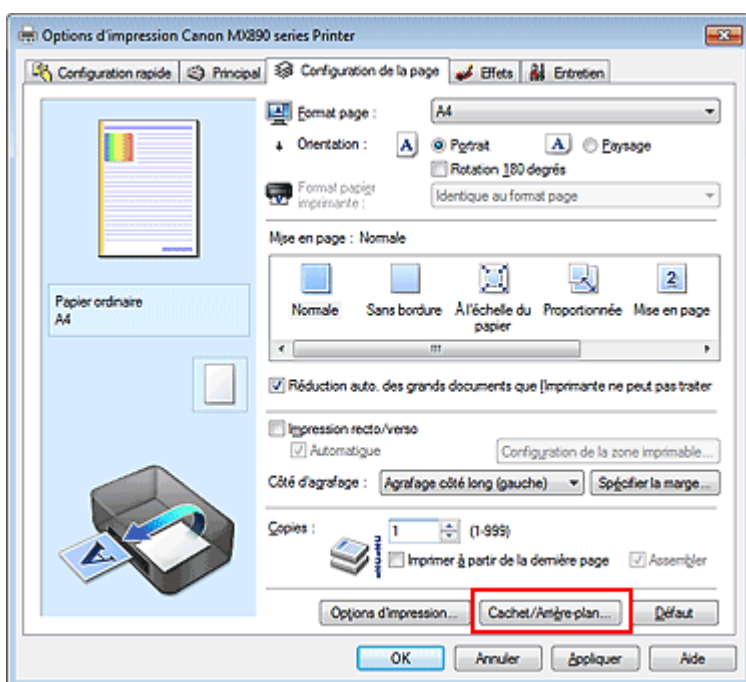 Options d'impression Canon MX890 series Printer
Configuration rapide Principal Configuration de la page Effets Entretien
Format page : A4
Orientation : A Portrait A Paysage
Rotation 180 degrés
Format papier imprimante : Identique au format page
Mise en page : Normale
2
Normale Sans bordure À l'échelle du papier Proportionnée Mise en page
Papier ordinaire
A4
Réduction auto. des grands documents que l'imprimante ne peut pas traiter
Impression recto/verso
Automatique Configuration de la zone imprimable...
Côté d'agrafage : Agrafage côté long (gauche) Spécifier la marge...
Copies : 1 (1-999)
Imprimer à partir de la dernière page Assembler
A
Options d'impression... Cachet/Arrière-plan... Défaut
OK Annuler Appliquer Aide